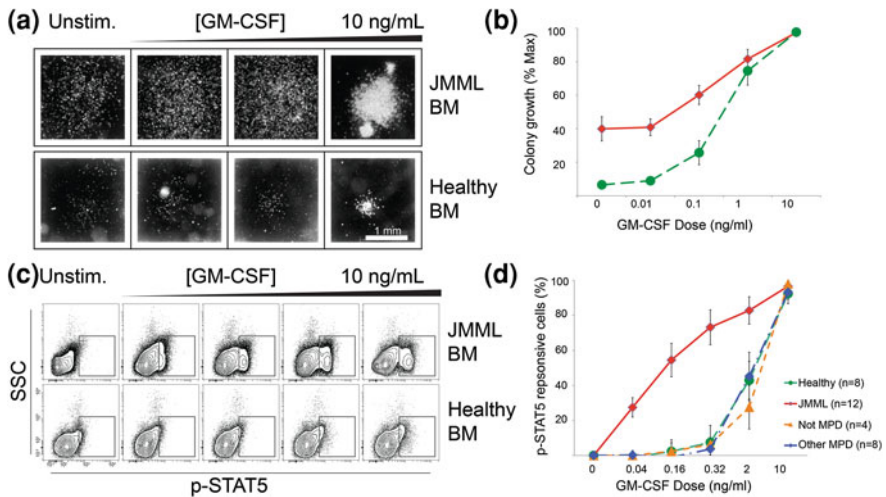 (a) Unstim. [GM-CSF] 10 ng/mL
JMML
BM
Healthy
BM
1 mm
(b)
Colony growth (% Max)
100
80
60
40
20
0 0.01 0.1 1 10
GM-CSF Dose (ng/ml)
(c) Unstim. [GM-CSF] 10 ng/mL
SSC
JMML
BM
Healthy
BM
p-STAT5
(d)
p-STAT5 repsonsive cells (%)
100
80
60
40
20
0 0.04 0.16 0.32 2 10
GM-CSF Dose (ng/ml)
Healthy (n=8)
JMML (n=12)
Not MPD (n=4)
Other MPD (n=8)